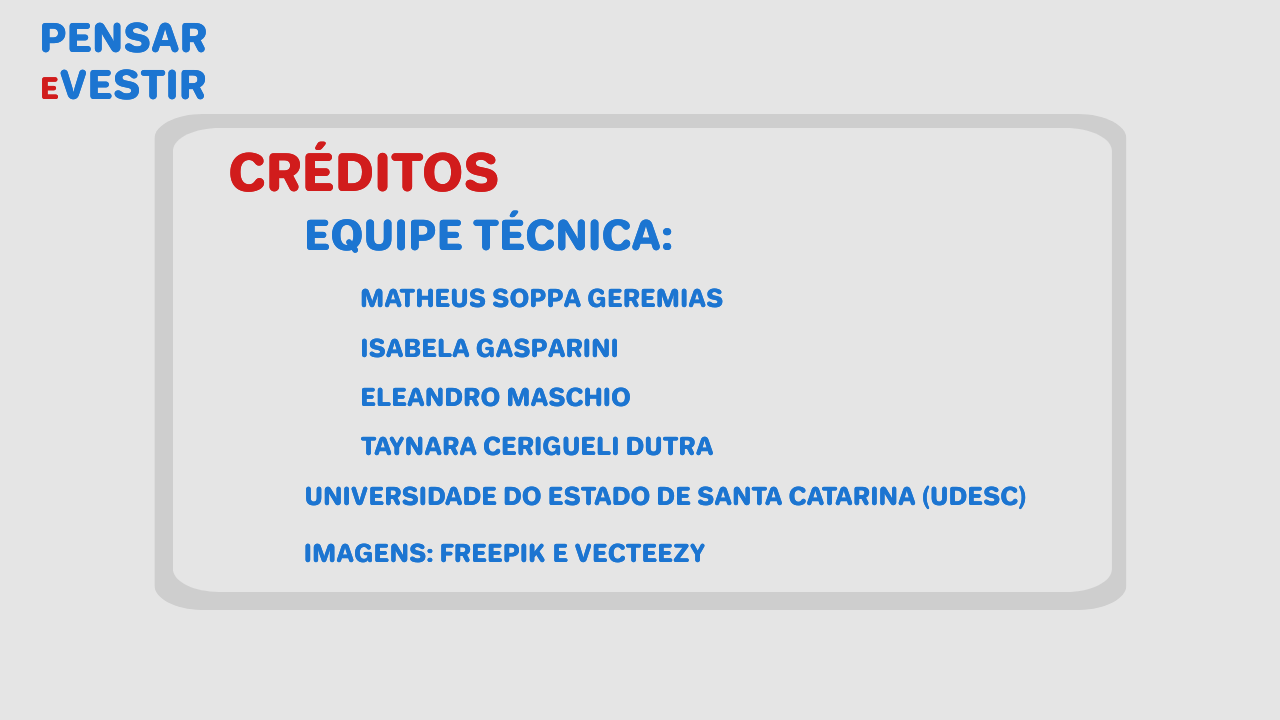 PENSAR
EVESTIR
CRÉDITOS
EQUIPE TÉCNICA:
MATHEUS SOPPA GEREMIAS
ISABELA GASPARINI
ELEANDRO MASCHIO
TAYNARA CERIGUELI DUTRA
UNIVERSIDADE DO ESTADO DE SANTA CATARINA (UDESC)
IMAGENS: FREEPIK E VECTEEZY